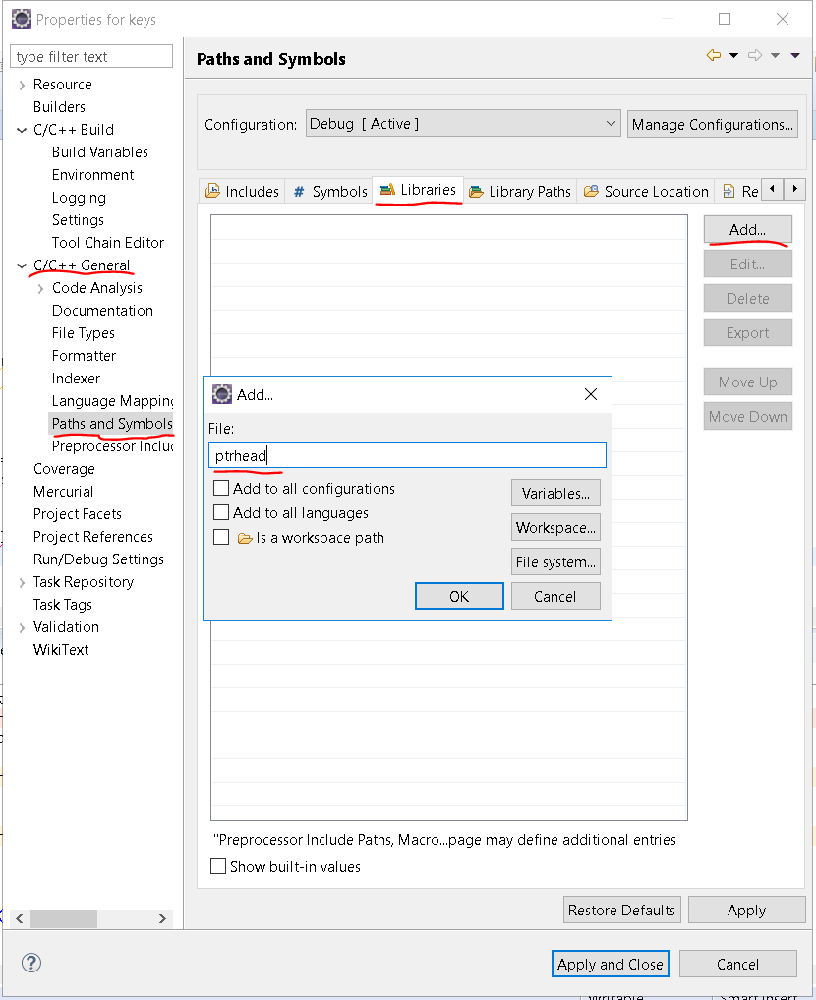 Properties for keys
type filter text
Resource
Builders
C/C++ Build
Build Variables
Environment
Logging
Settings
Tool Chain Editor
C/C++ General
Code Analysis
Documentation
File Types
Formatter
Indexer
Language Mapping
Paths and Symbols
Preprocessor Inclu
Coverage
Mercurial
Project Facets
Project References
Run/Debug Settings
Task Repository
Task Tags
Validation
WikiText
Paths and Symbols
Configuration: Debug [ Active ] Manage Configurations...
Includes # Symbols Libraries Library Paths Source Location Re
Add...
Edit...
Delete
Export
Move Up
Move Down
Add...
File:
ptrhead
Add to all configurations
Add to all languages
Is a workspace path
Variables...
Workspace...
File system...
OK Cancel
"Preprocessor Include Paths, Macro...page may define additional entries
Show built-in values
Restore Defaults Apply
? Apply and Close Cancel